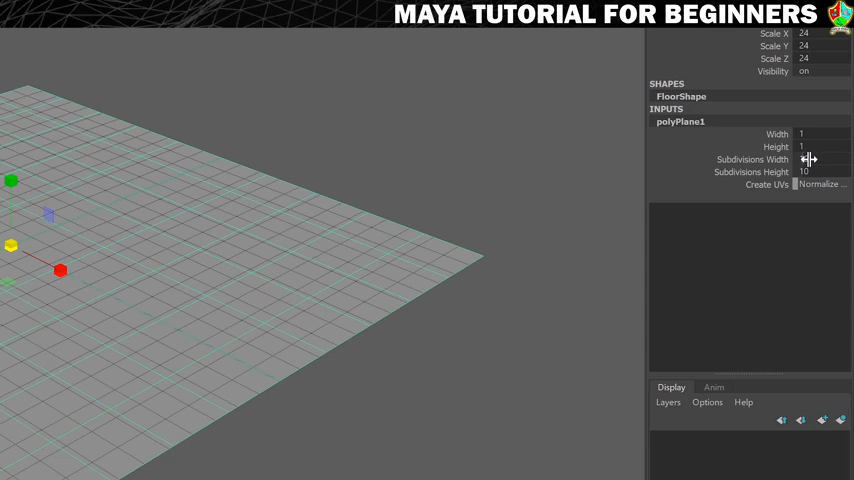 MAYA TUTORIAL FOR BEGINNERS
Scale X 24
Scale Y 24
Scale Z 24
Visibility on
SHAPES
FloorShape
INPUTS
polyPlane1
Width 1
Height 1
Subdivisions Width
Subdivisions Height 10
Create UVs Normalize ...
Display Anim
Layers Options Help